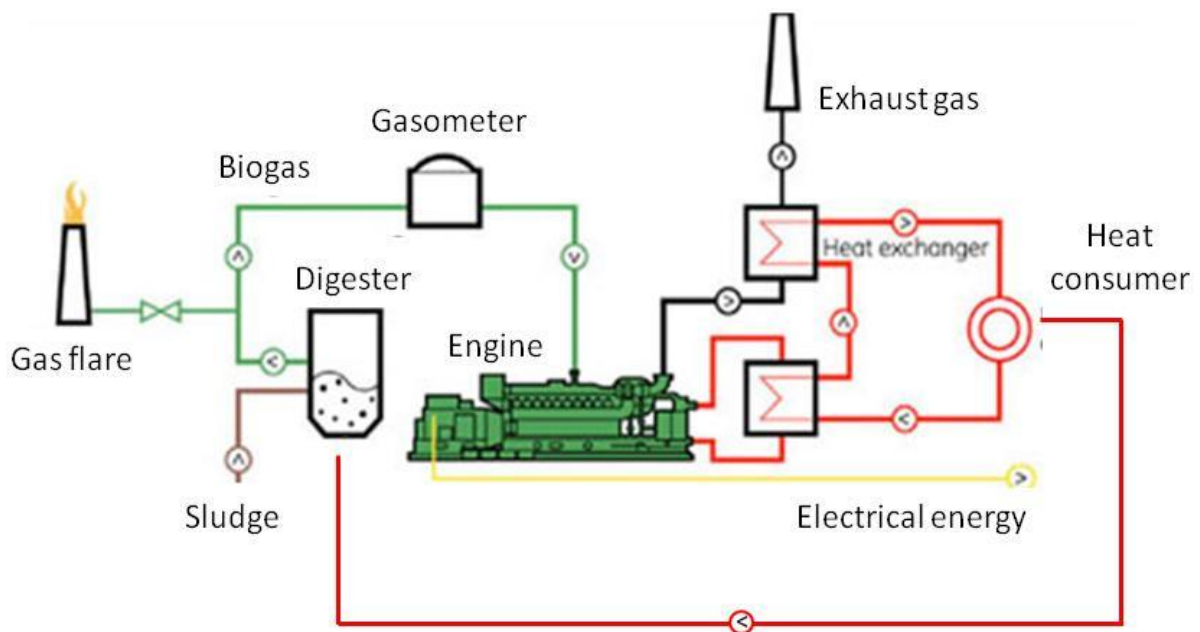 Exhaust gas
Gasometer
Biogas
Heat exchanger
Heat
consumer
Digester
Engine
Gas flare
Sludge
Electrical energy